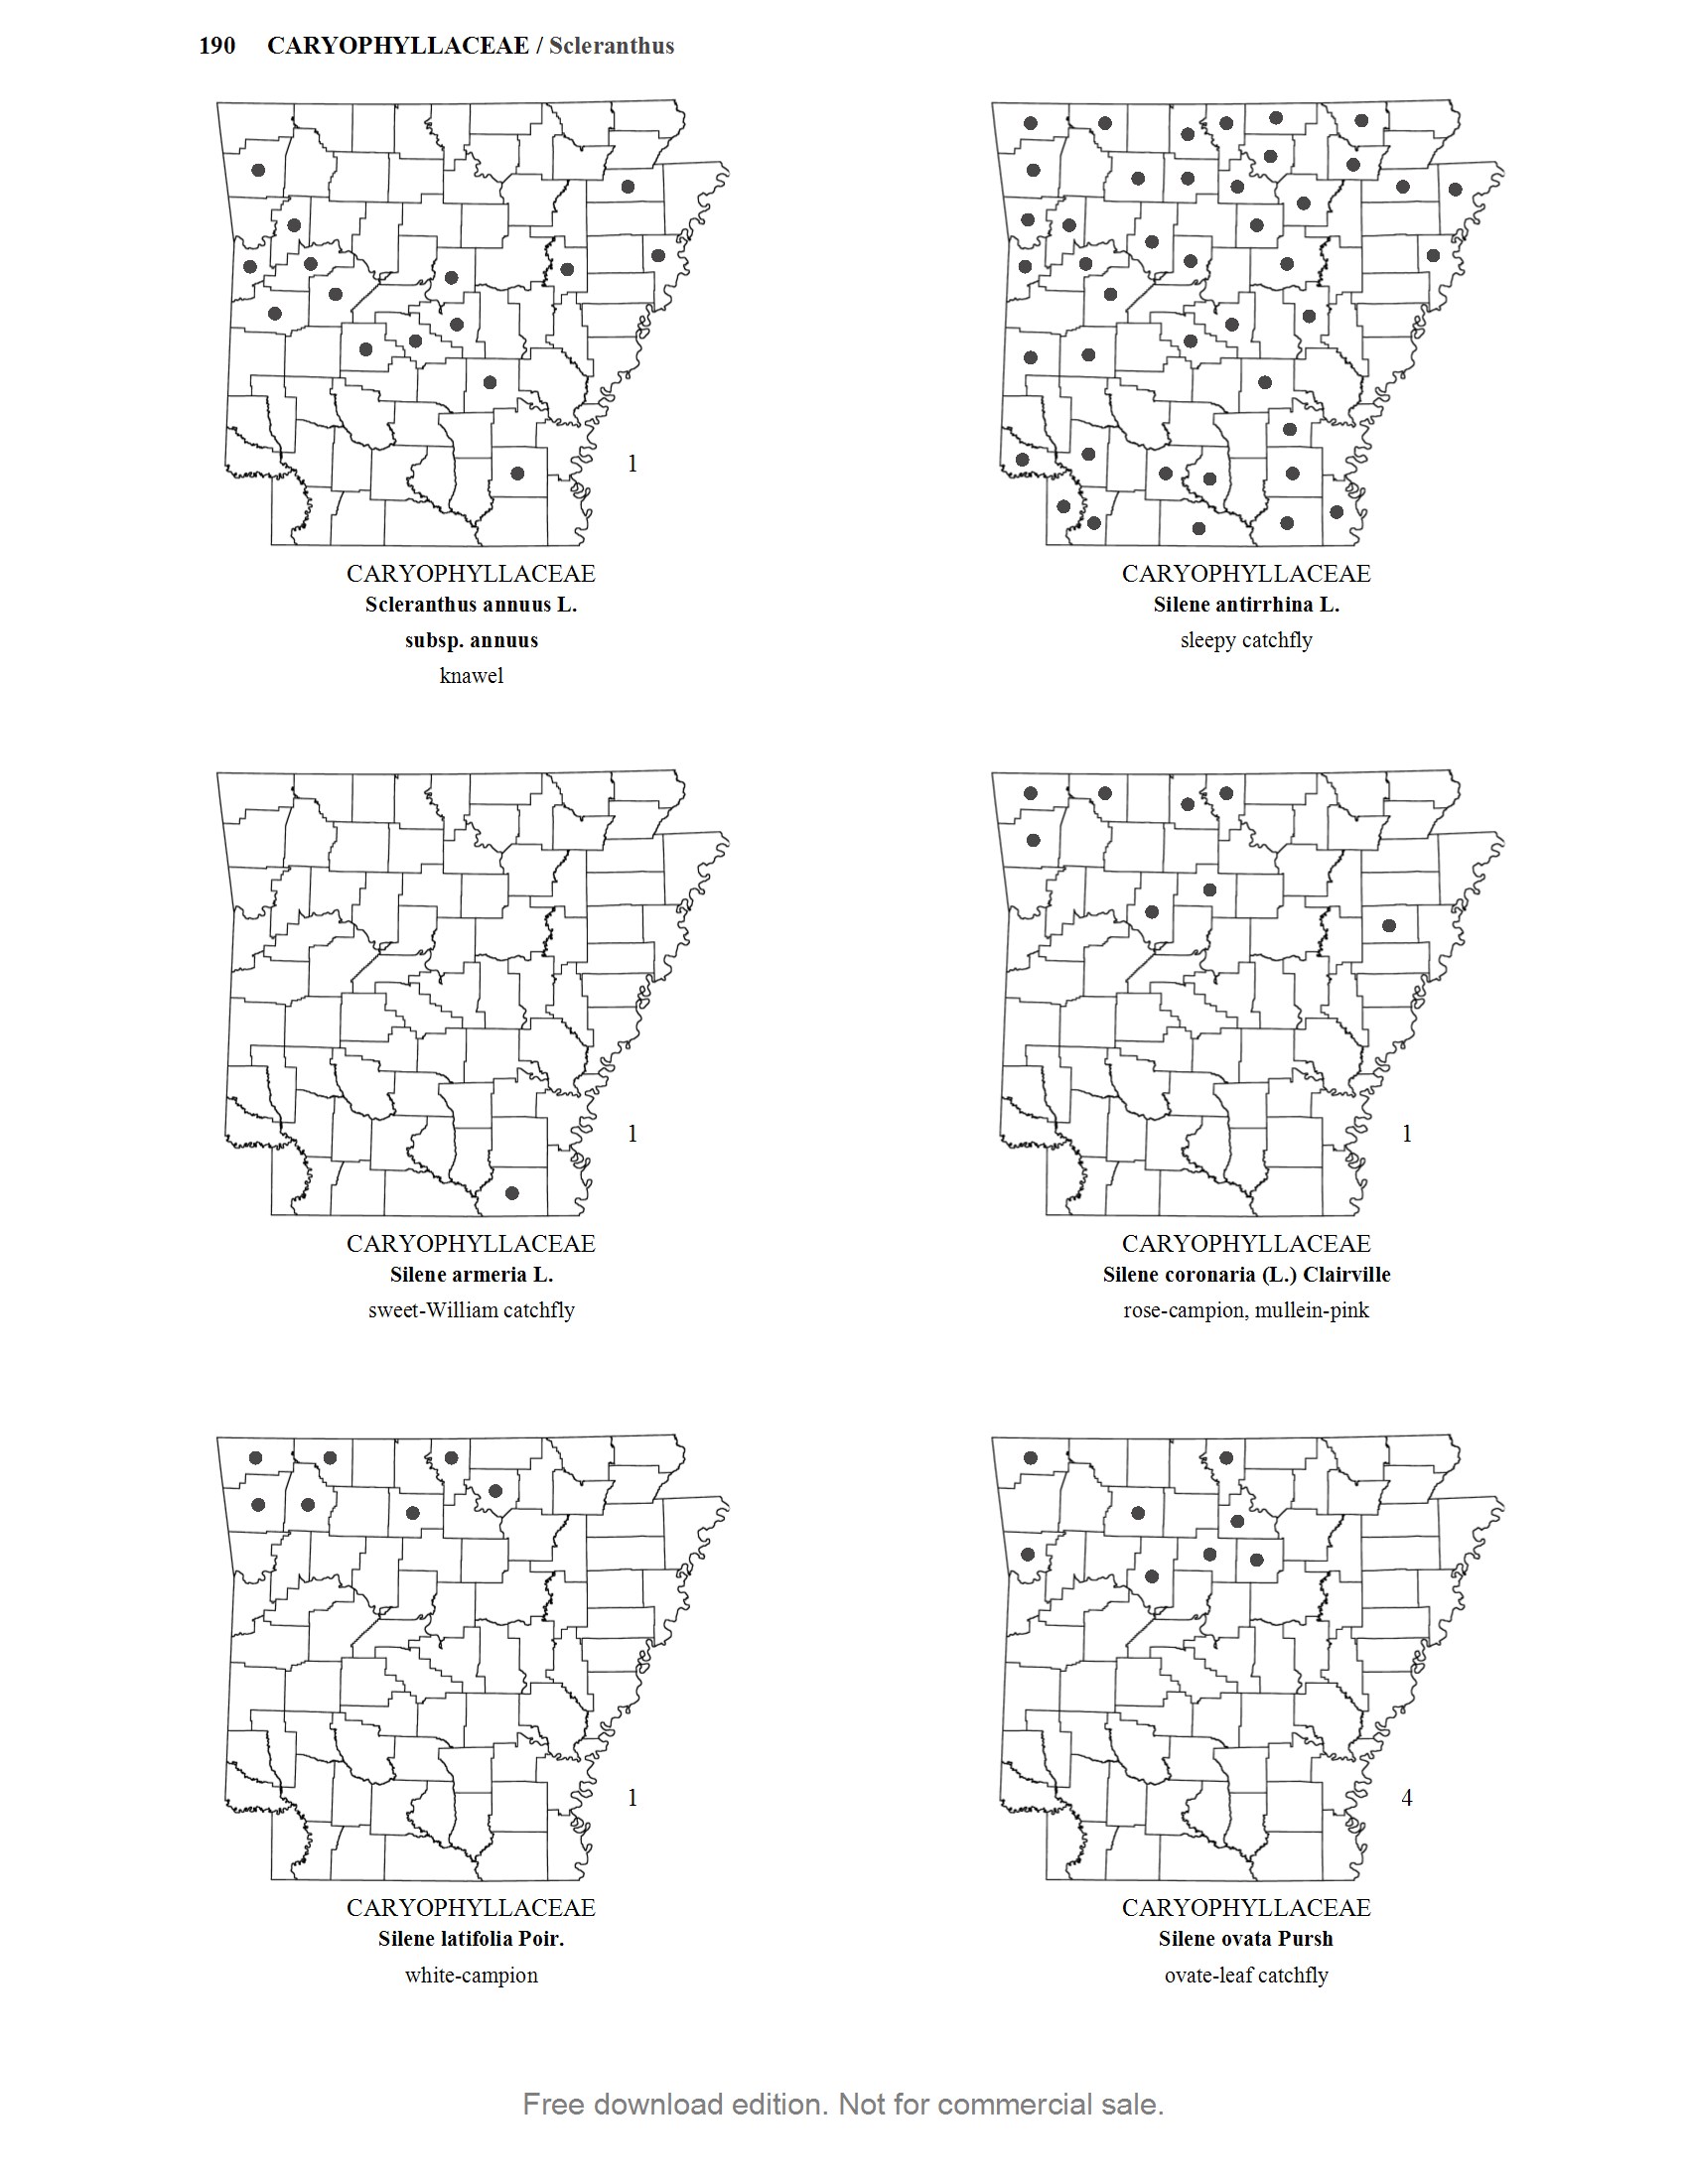 190 CARYOPHYLLACEAE / Scleranthus
1
CARYOPHYLLACEAE
Scleranthus annuus L.
subsp. annuus
knawel
CARYOPHYLLACEAE
Silene antirrhina L.
sleepy catchfly
1
CARYOPHYLLACEAE
Silene armeria L.
sweet-William catchfly
1
CARYOPHYLLACEAE
Silene coronaria (L.) Clairville
rose-campion, mullein-pink
1
CARYOPHYLLACEAE
Silene latifolia Poir.
white-campion
4
CARYOPHYLLACEAE
Silene ovata Pursh
ovate-leaf catchfly
Free download edition. Not for commercial sale.